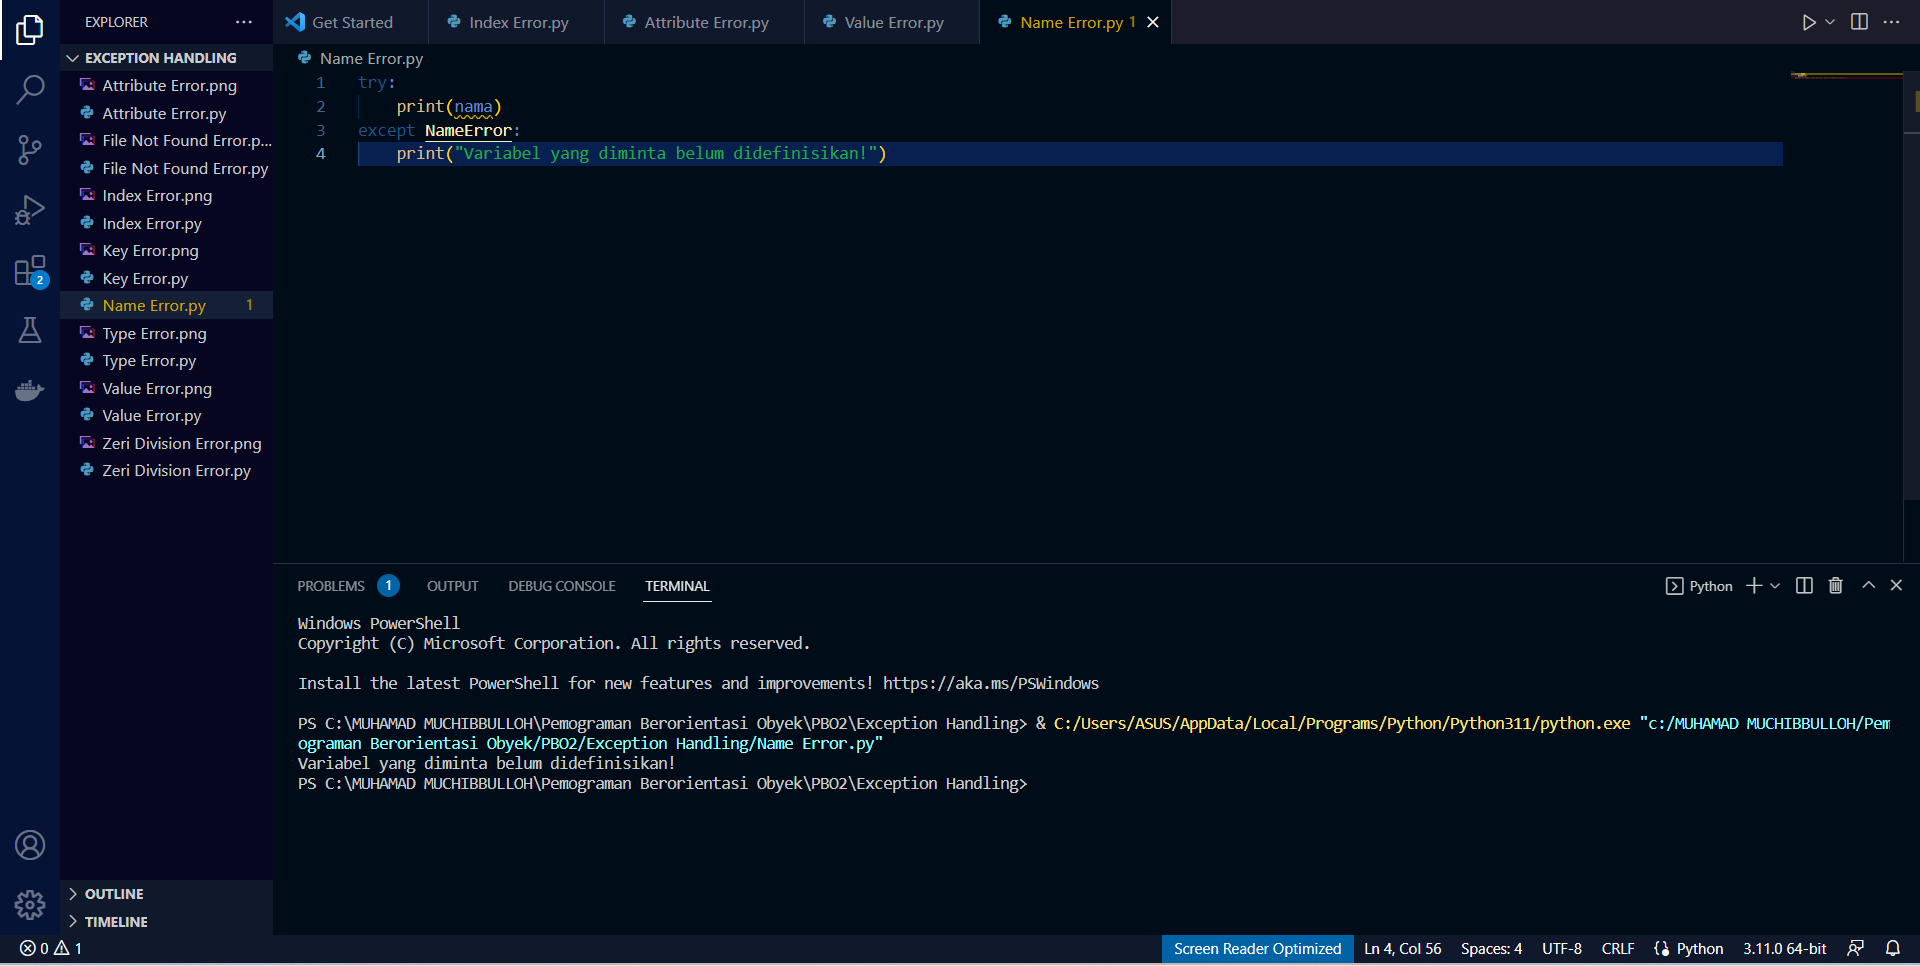 EXPLORER
Get Started
Index Error.py
Attribute Error.py
Value Error.py
Name Error.py 1
EXCEPTION HANDLING
Attribute Error.png
Attribute Error.py
File Not Found Error.p...
File Not Found Error.py
Index Error.png
Index Error.py
Key Error.png
Key Error.py
Name Error.py 1
Type Error.png
Type Error.py
Value Error.png
Value Error.py
Zeri Division Error.png
Zeri Division Error.py
2
OUTLINE
TIMELINE
Name Error.py
1 try:
2 print(nama)
3 except NameError:
4 print("Variabel yang diminta belum didefinisikan!")
PROBLEMS 1 OUTPUT DEBUG CONSOLE TERMINAL
Python
Windows PowerShell
Copyright (C) Microsoft Corporation. All rights reserved.
Install the latest PowerShell for new features and improvements! https://aka.ms/PSWindows
PS C:\MUHAMAD MUCHIBBULLOH\Pemograman Berorientasi Obyek\PBO2\Exception Handling> & C:/Users/ASUS/AppData/Local/Programs/Python/Python311/python.exe "c:/MUHAMAD MUCHIBBULLOH/Pem
ograman Berorientasi Obyek/PBO2/Exception Handling/Name Error.py"
Variabel yang diminta belum didefinisikan!
PS C:\MUHAMAD MUCHIBBULLOH\Pemograman Berorientasi Obyek\PBO2\Exception Handling>
0 1
Screen Reader Optimized Ln 4, Col 56 Spaces: 4 UTF-8 CRLF Python 3.11.0 64-bit